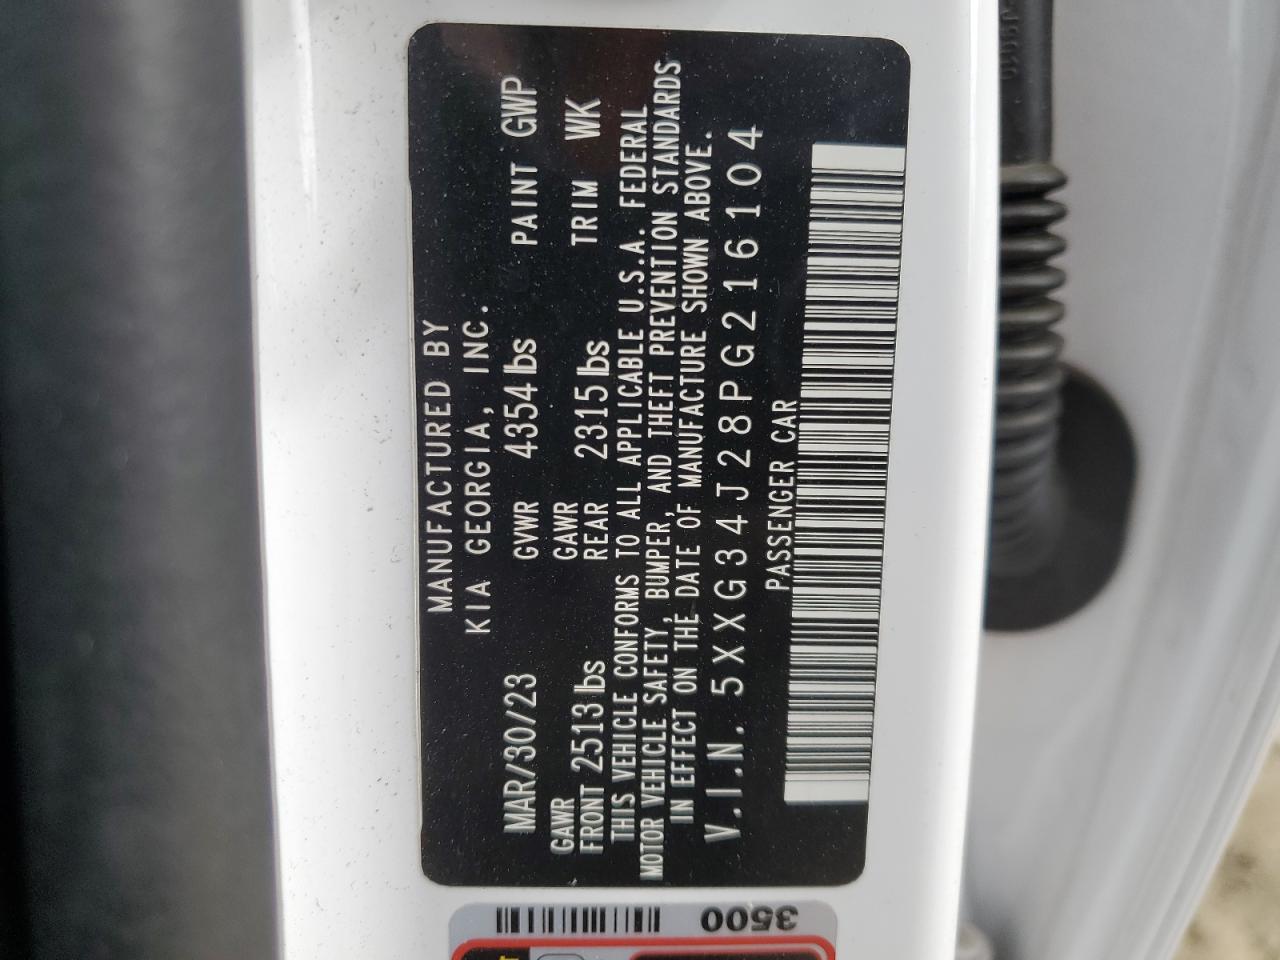 MANUFACTURED BY
KIA GEORGIA, INC.
MAR/30/23 GVWR 4354 lbs PAINT GWP
GAWR FRONT 2513 lbs GAWR REAR 2315 lbs TRIM WK
THIS VEHICLE CONFORMS TO ALL APPLICABLE U.S.A. FEDERAL
MOTOR VEHICLE SAFETY, BUMPER, AND THEFT PREVENTION STANDARDS
IN EFFECT ON THE DATE OF MANUFACTURE SHOWN ABOVE.
V.I.N. 5XXG34J28PG216104
PASSENGER CAR
3500